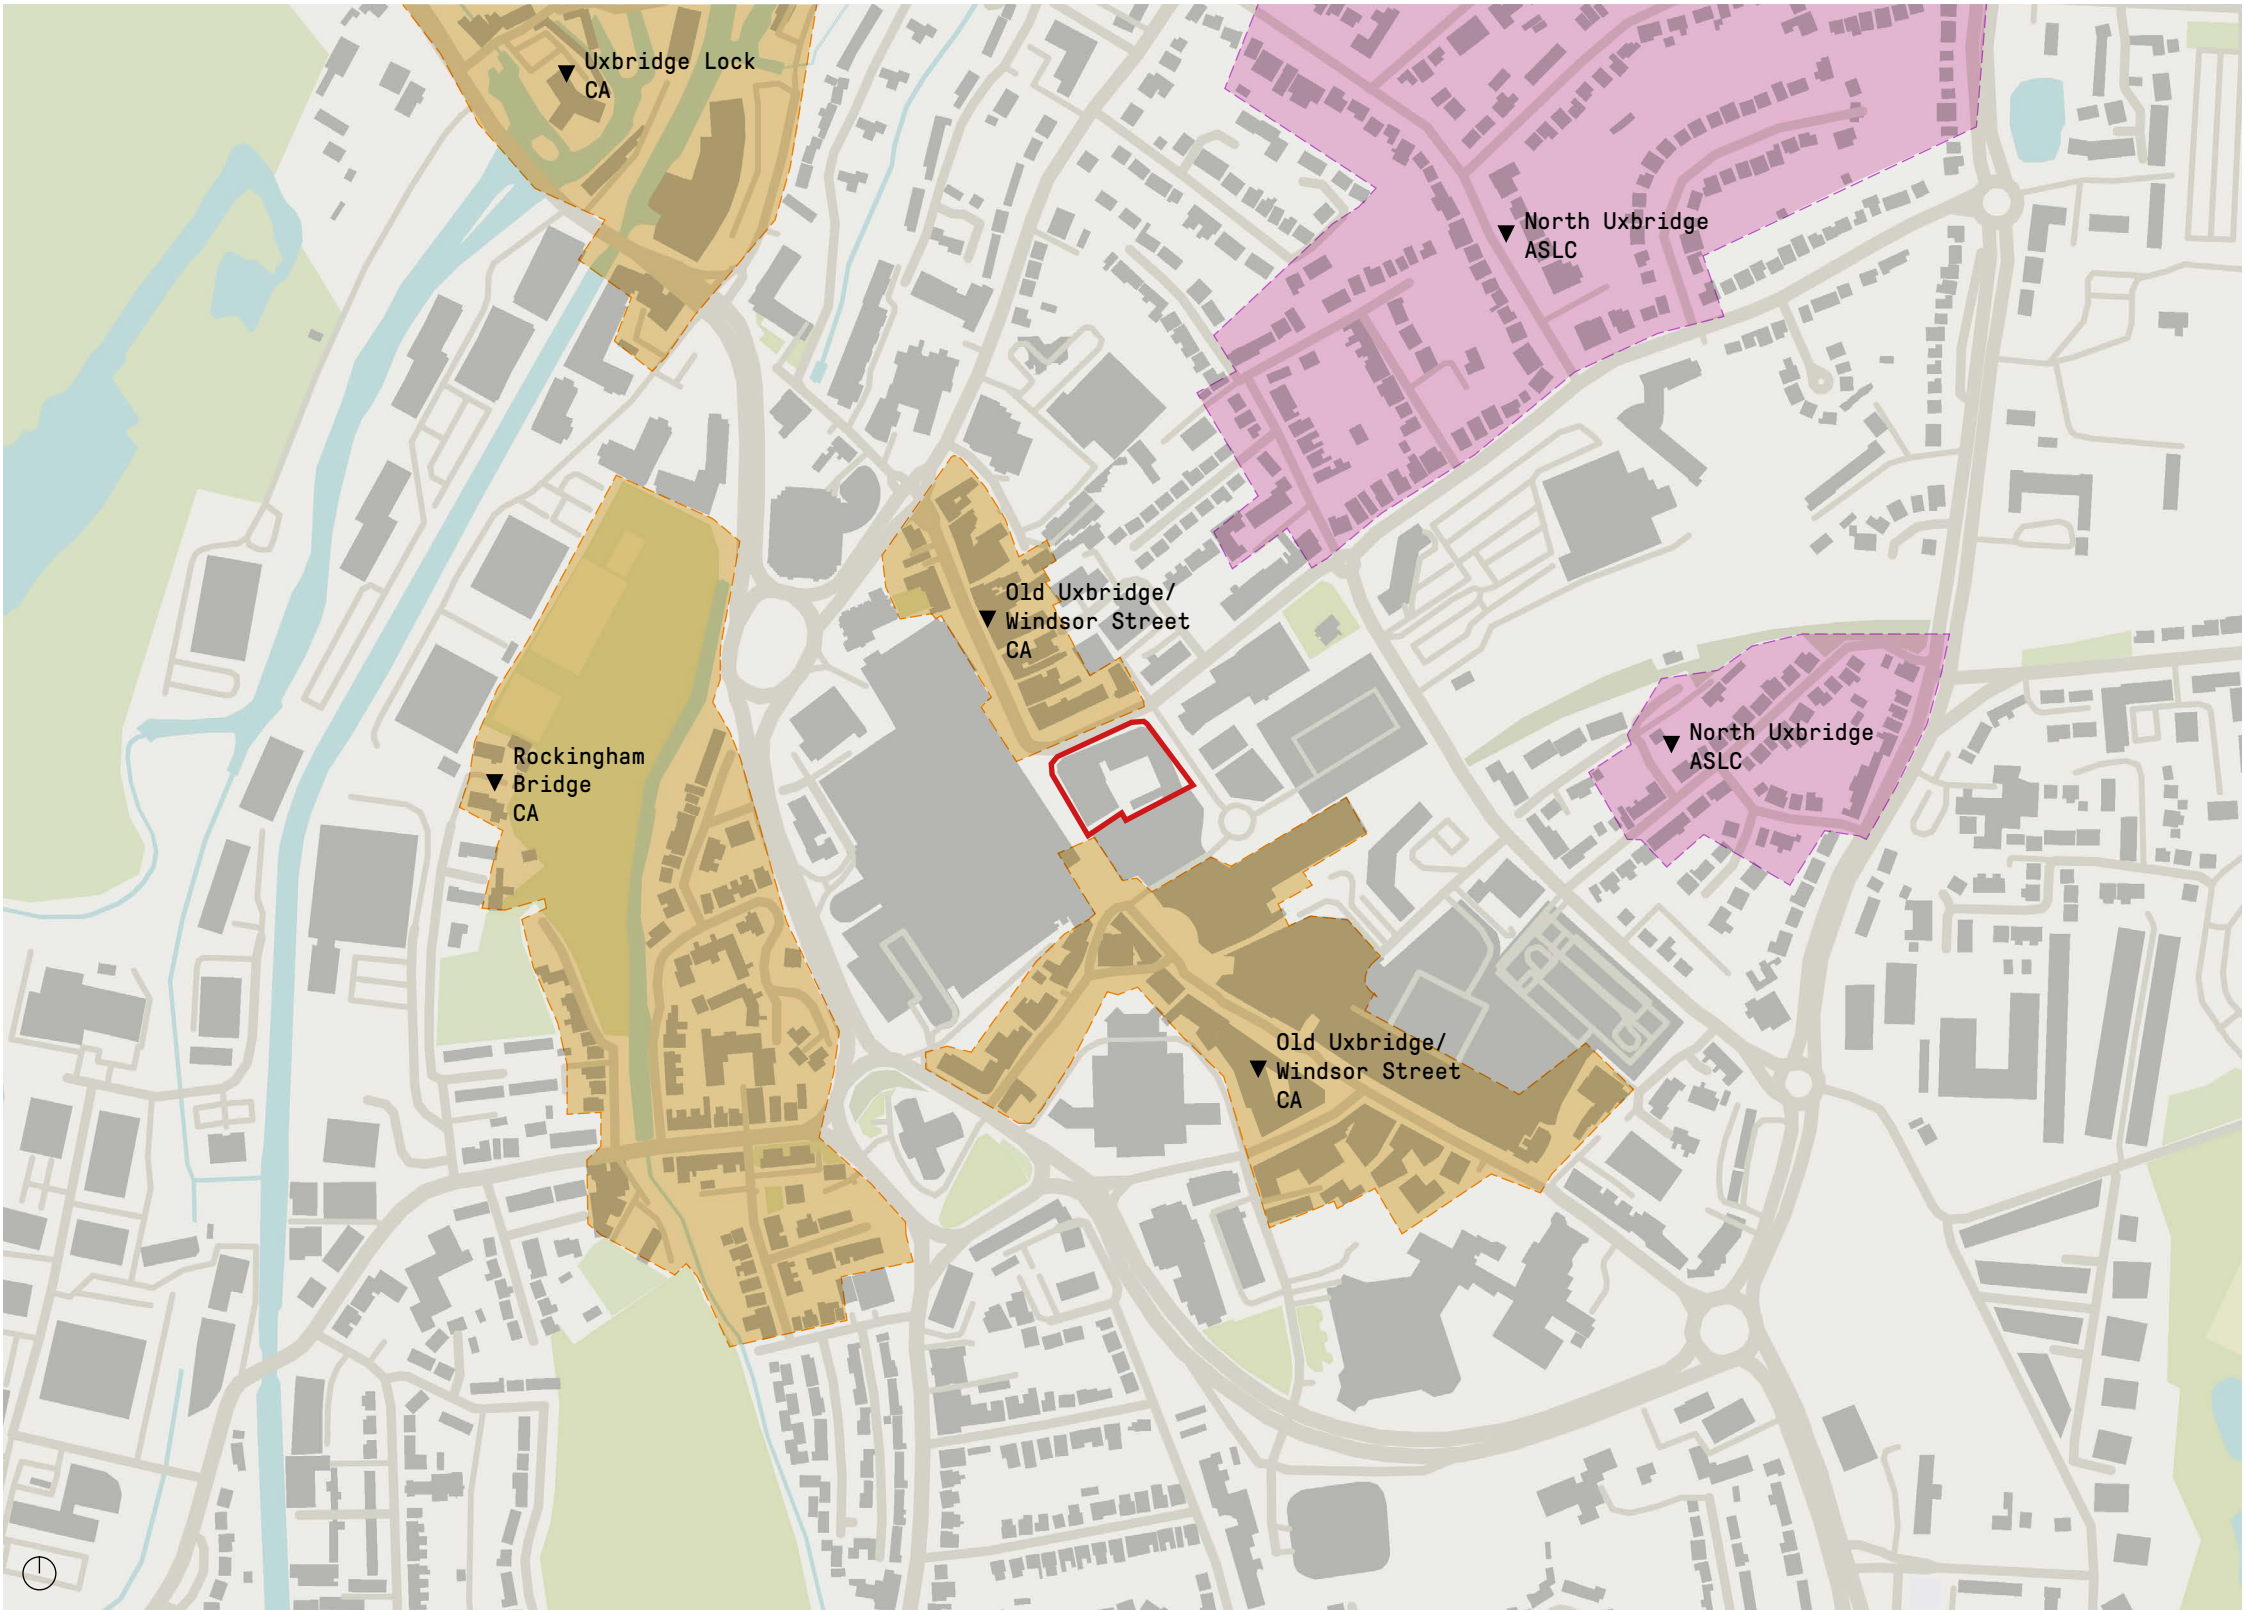 Uxbridge Lock
CA
North Uxbridge
ASLC
Old Uxbridge/
Windsor Street
CA
North Uxbridge
ASLC
Rockingham
Bridge
CA
Old Uxbridge/
Windsor Street
CA